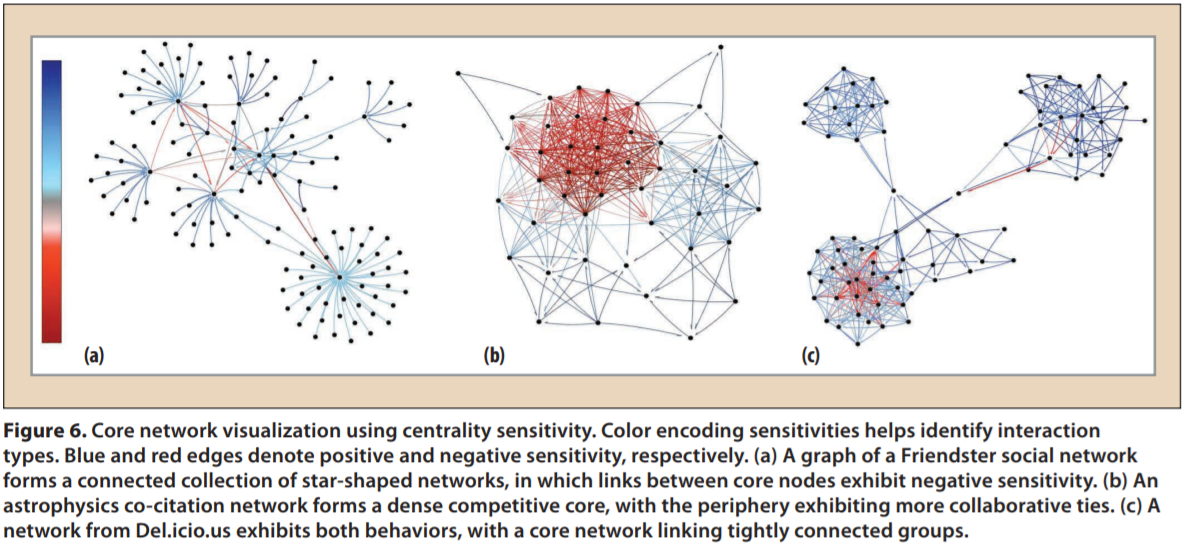 (a)
(b)
(c)
Figure 6. Core network visualization using centrality sensitivity. Color encoding sensitivities helps identify interaction
types. Blue and red edges denote positive and negative sensitivity, respectively. (a) A graph of a Friendster social network
forms a connected collection of star-shaped networks, in which links between core nodes exhibit negative sensitivity. (b) An
astrophysics co-citation network forms a dense competitive core, with the periphery exhibiting more collaborative ties. (c) A
network from Del.icio.us exhibits both behaviors, with a core network linking tightly connected groups.